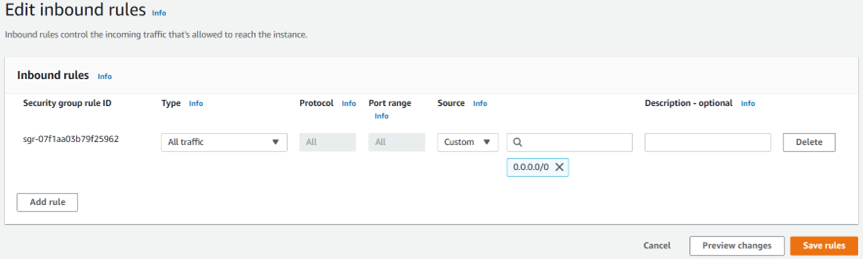 Edit inbound rules Info
Inbound rules control the incoming traffic that's allowed to reach the instance.
Inbound rules Info
Security group rule ID Type Info Protocol Info Port range Source Info Description - optional Info
Info
sgr-07f1aa03b79f25962 All traffic All All Custom Delete
0.0.0.0/0
Add rule
Cancel Preview changes Save rules